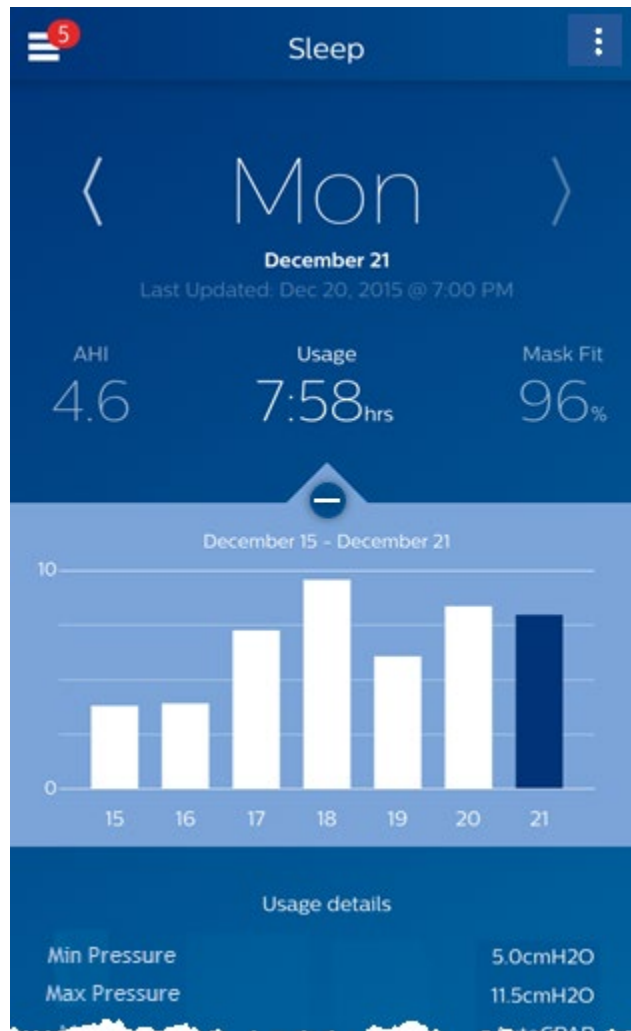 5
Sleep
Mon
December 21
Last Updated: Dec 20, 2015 @ 7:00 PM
AHI Usage Mask Fit
4.6 7:58hrs 96%
December 15 - December 21
10
0
15 16 17 18 19 20 21
Usage details
Min Pressure 5.0cmH2O
Max Pressure 11.5cmH2O